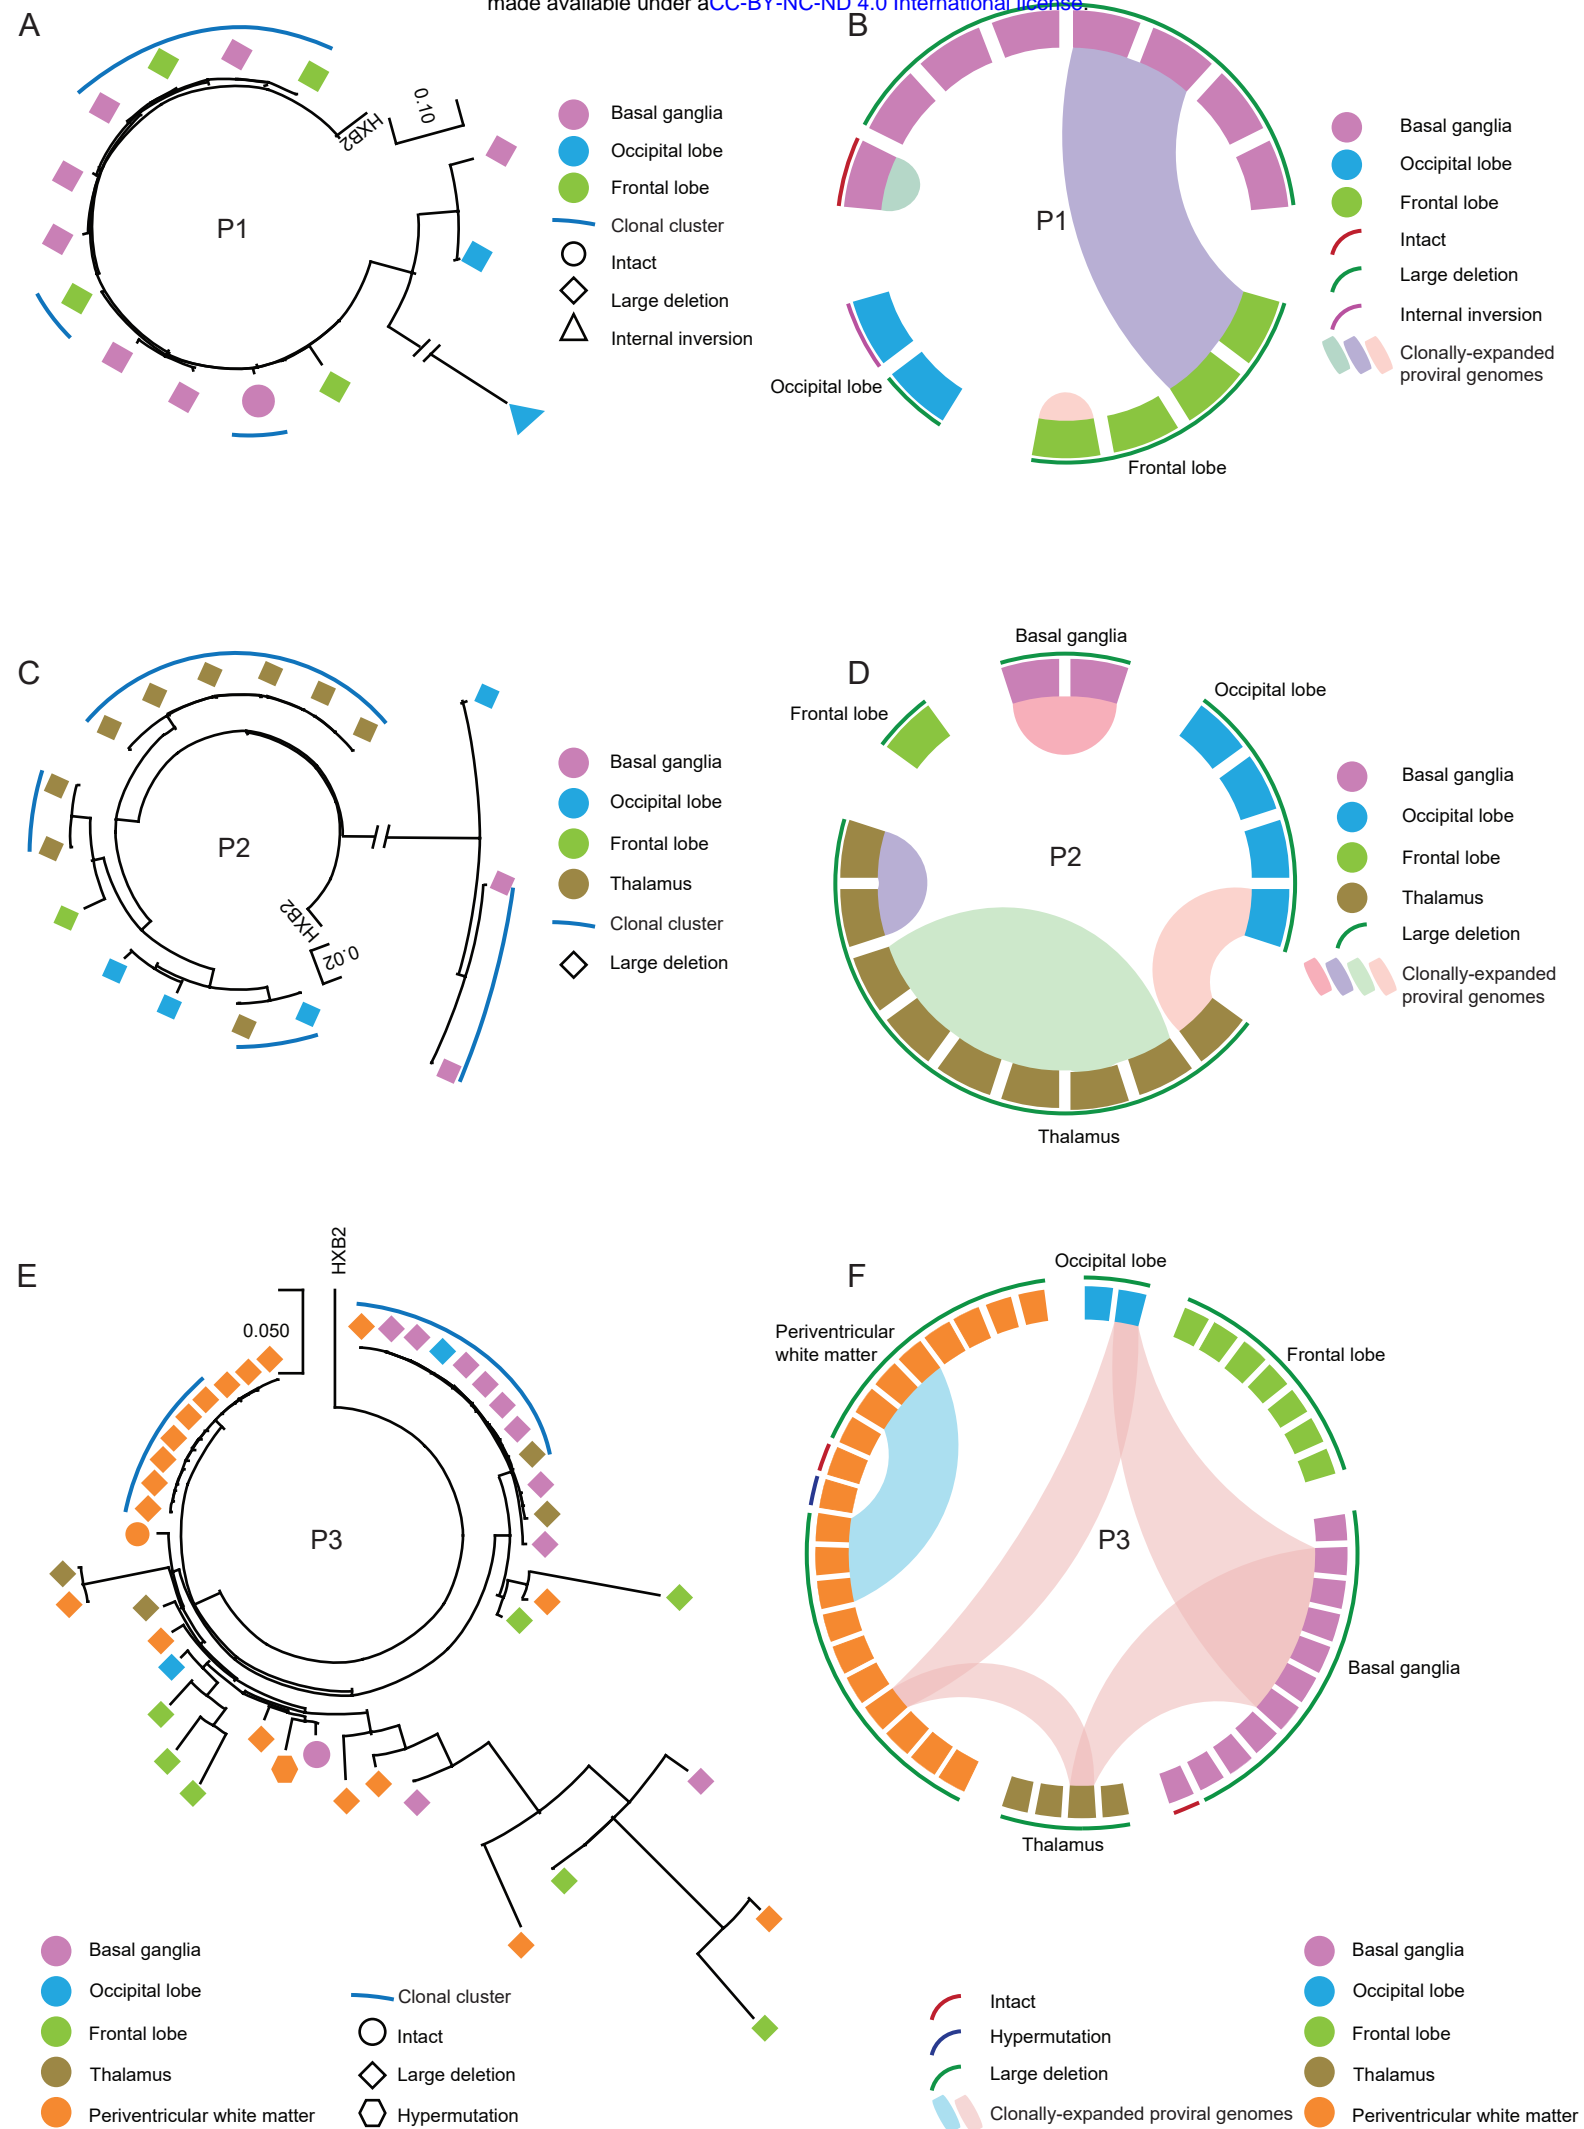 made available under aCC-BY-NC-ND 4.0 International license.
A
HXB2
0.10
P1
Basal ganglia
Occipital lobe
Frontal lobe
Clonal cluster
Intact
Large deletion
Internal inversion
B
P1
Occipital lobe
Frontal lobe
Basal ganglia
Occipital lobe
Frontal lobe
Intact
Large deletion
Internal inversion
Clonally-expanded
proviral genomes
C
P2
HXB2
0.02
Basal ganglia
Occipital lobe
Frontal lobe
Thalamus
Clonal cluster
Large deletion
D
Basal ganglia
Frontal lobe
Occipital lobe
P2
Thalamus
Basal ganglia
Occipital lobe
Frontal lobe
Thalamus
Large deletion
Clonally-expanded
proviral genomes
E
HXB2
0.050
P3
Basal ganglia
Occipital lobe
Frontal lobe
Thalamus
Periventricular white matter
Clonal cluster
Intact
Large deletion
Hypermutation
F
Occipital lobe
Periventricular
white matter
Frontal lobe
P3
Basal ganglia
Thalamus
Intact
Hypermutation
Large deletion
Clonally-expanded proviral genomes
Basal ganglia
Occipital lobe
Frontal lobe
Thalamus
Periventricular white matter